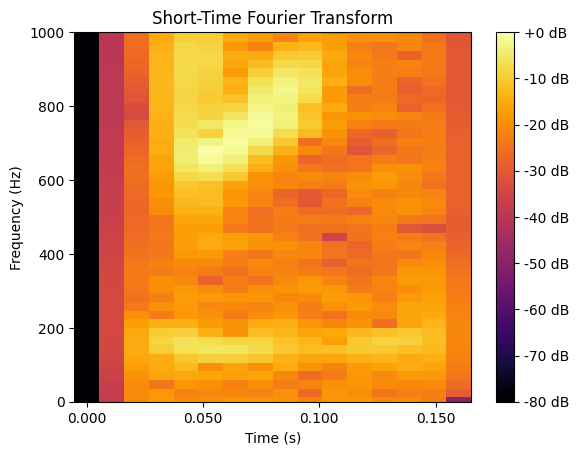 Short-Time Fourier Transform
Frequency (Hz)
1000
800
600
400
200
0
0.000
0.050
0.100
0.150
Time (s)
+0 dB
-10 dB
-20 dB
-30 dB
-40 dB
-50 dB
-60 dB
-70 dB
-80 dB